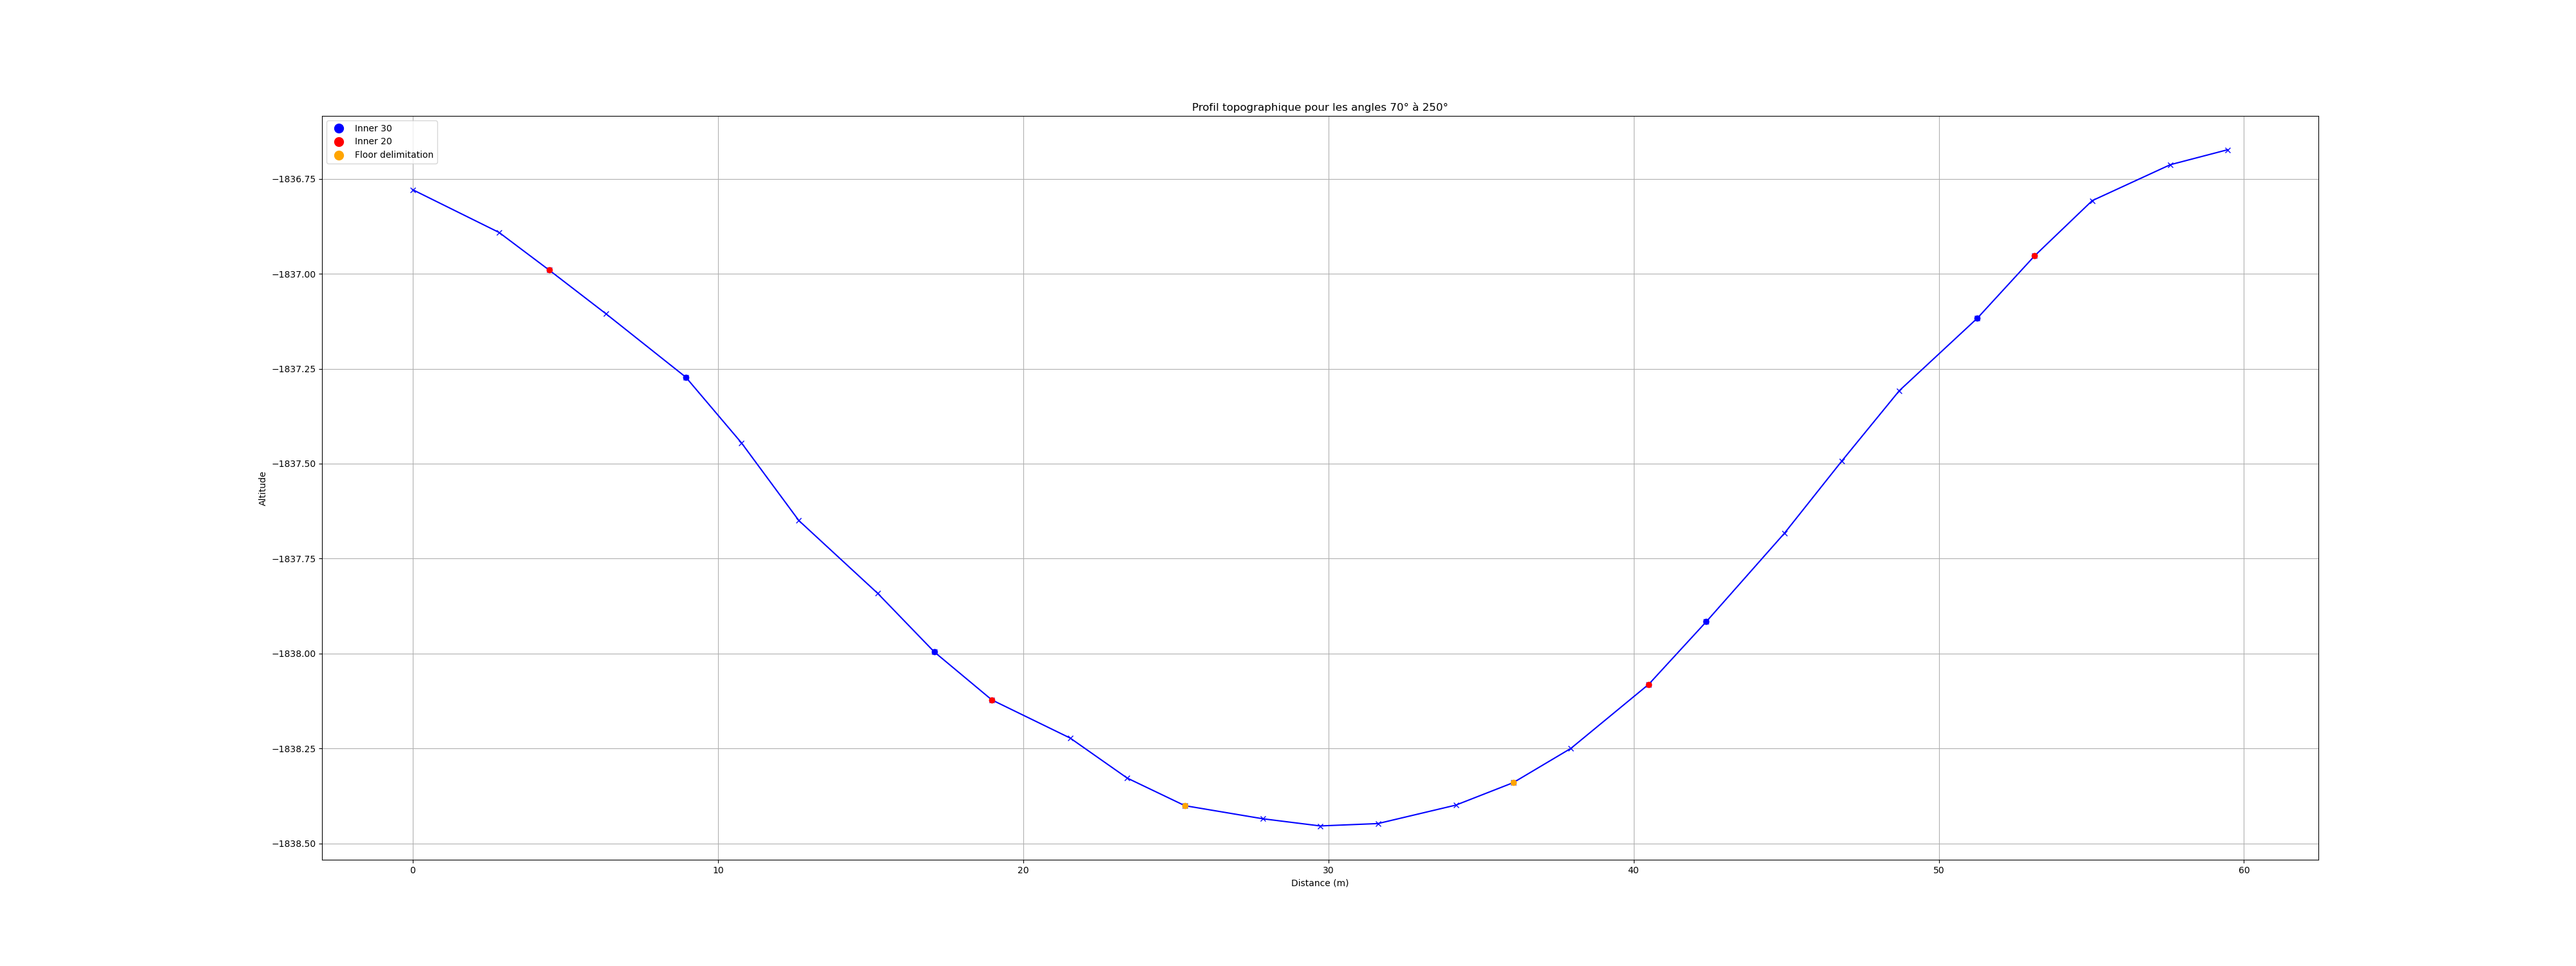 Profil topographique pour les angles 70° à 250°
Inner 30
Inner 20
Floor delimitation
−1836.75
−1837.00
−1837.25
−1837.50
−1837.75
−1838.00
−1838.25
−1838.50
Altitude
0 10 20 30 40 50 60
Distance (m)